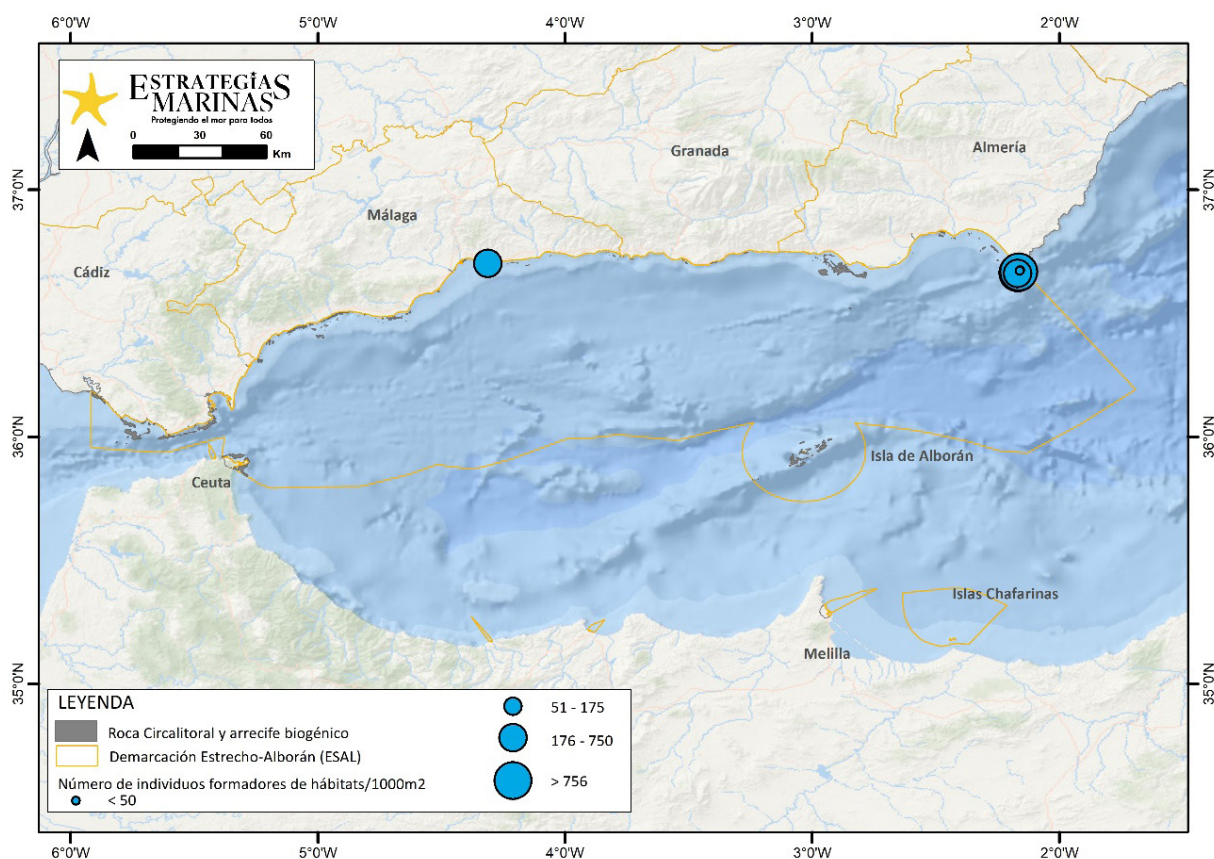 6°0'W 5°0'W 4°0'W 3°0'W 2°0'W
ESTRATEGIAS
MARINAS
Protegiendo el mar para todos
0 30 60
Km
37°0'N 37°0'N
Granada
Almería
Málaga
Cádiz
36°0'N 36°0'N
Isla de Alborán
Ceuta
Islas Chafarinas
Melilla
35°0'N 35°0'N
LEYENDA
Roca Circalitoral y arrecife biogénico
Demarcación Estrecho-Alborán (ESAL)
Número de individuos formadores de hábitats/1000m2
< 50
51 - 175
176 - 750
> 756
6°0'W 5°0'W 4°0'W 3°0'W 2°0'W